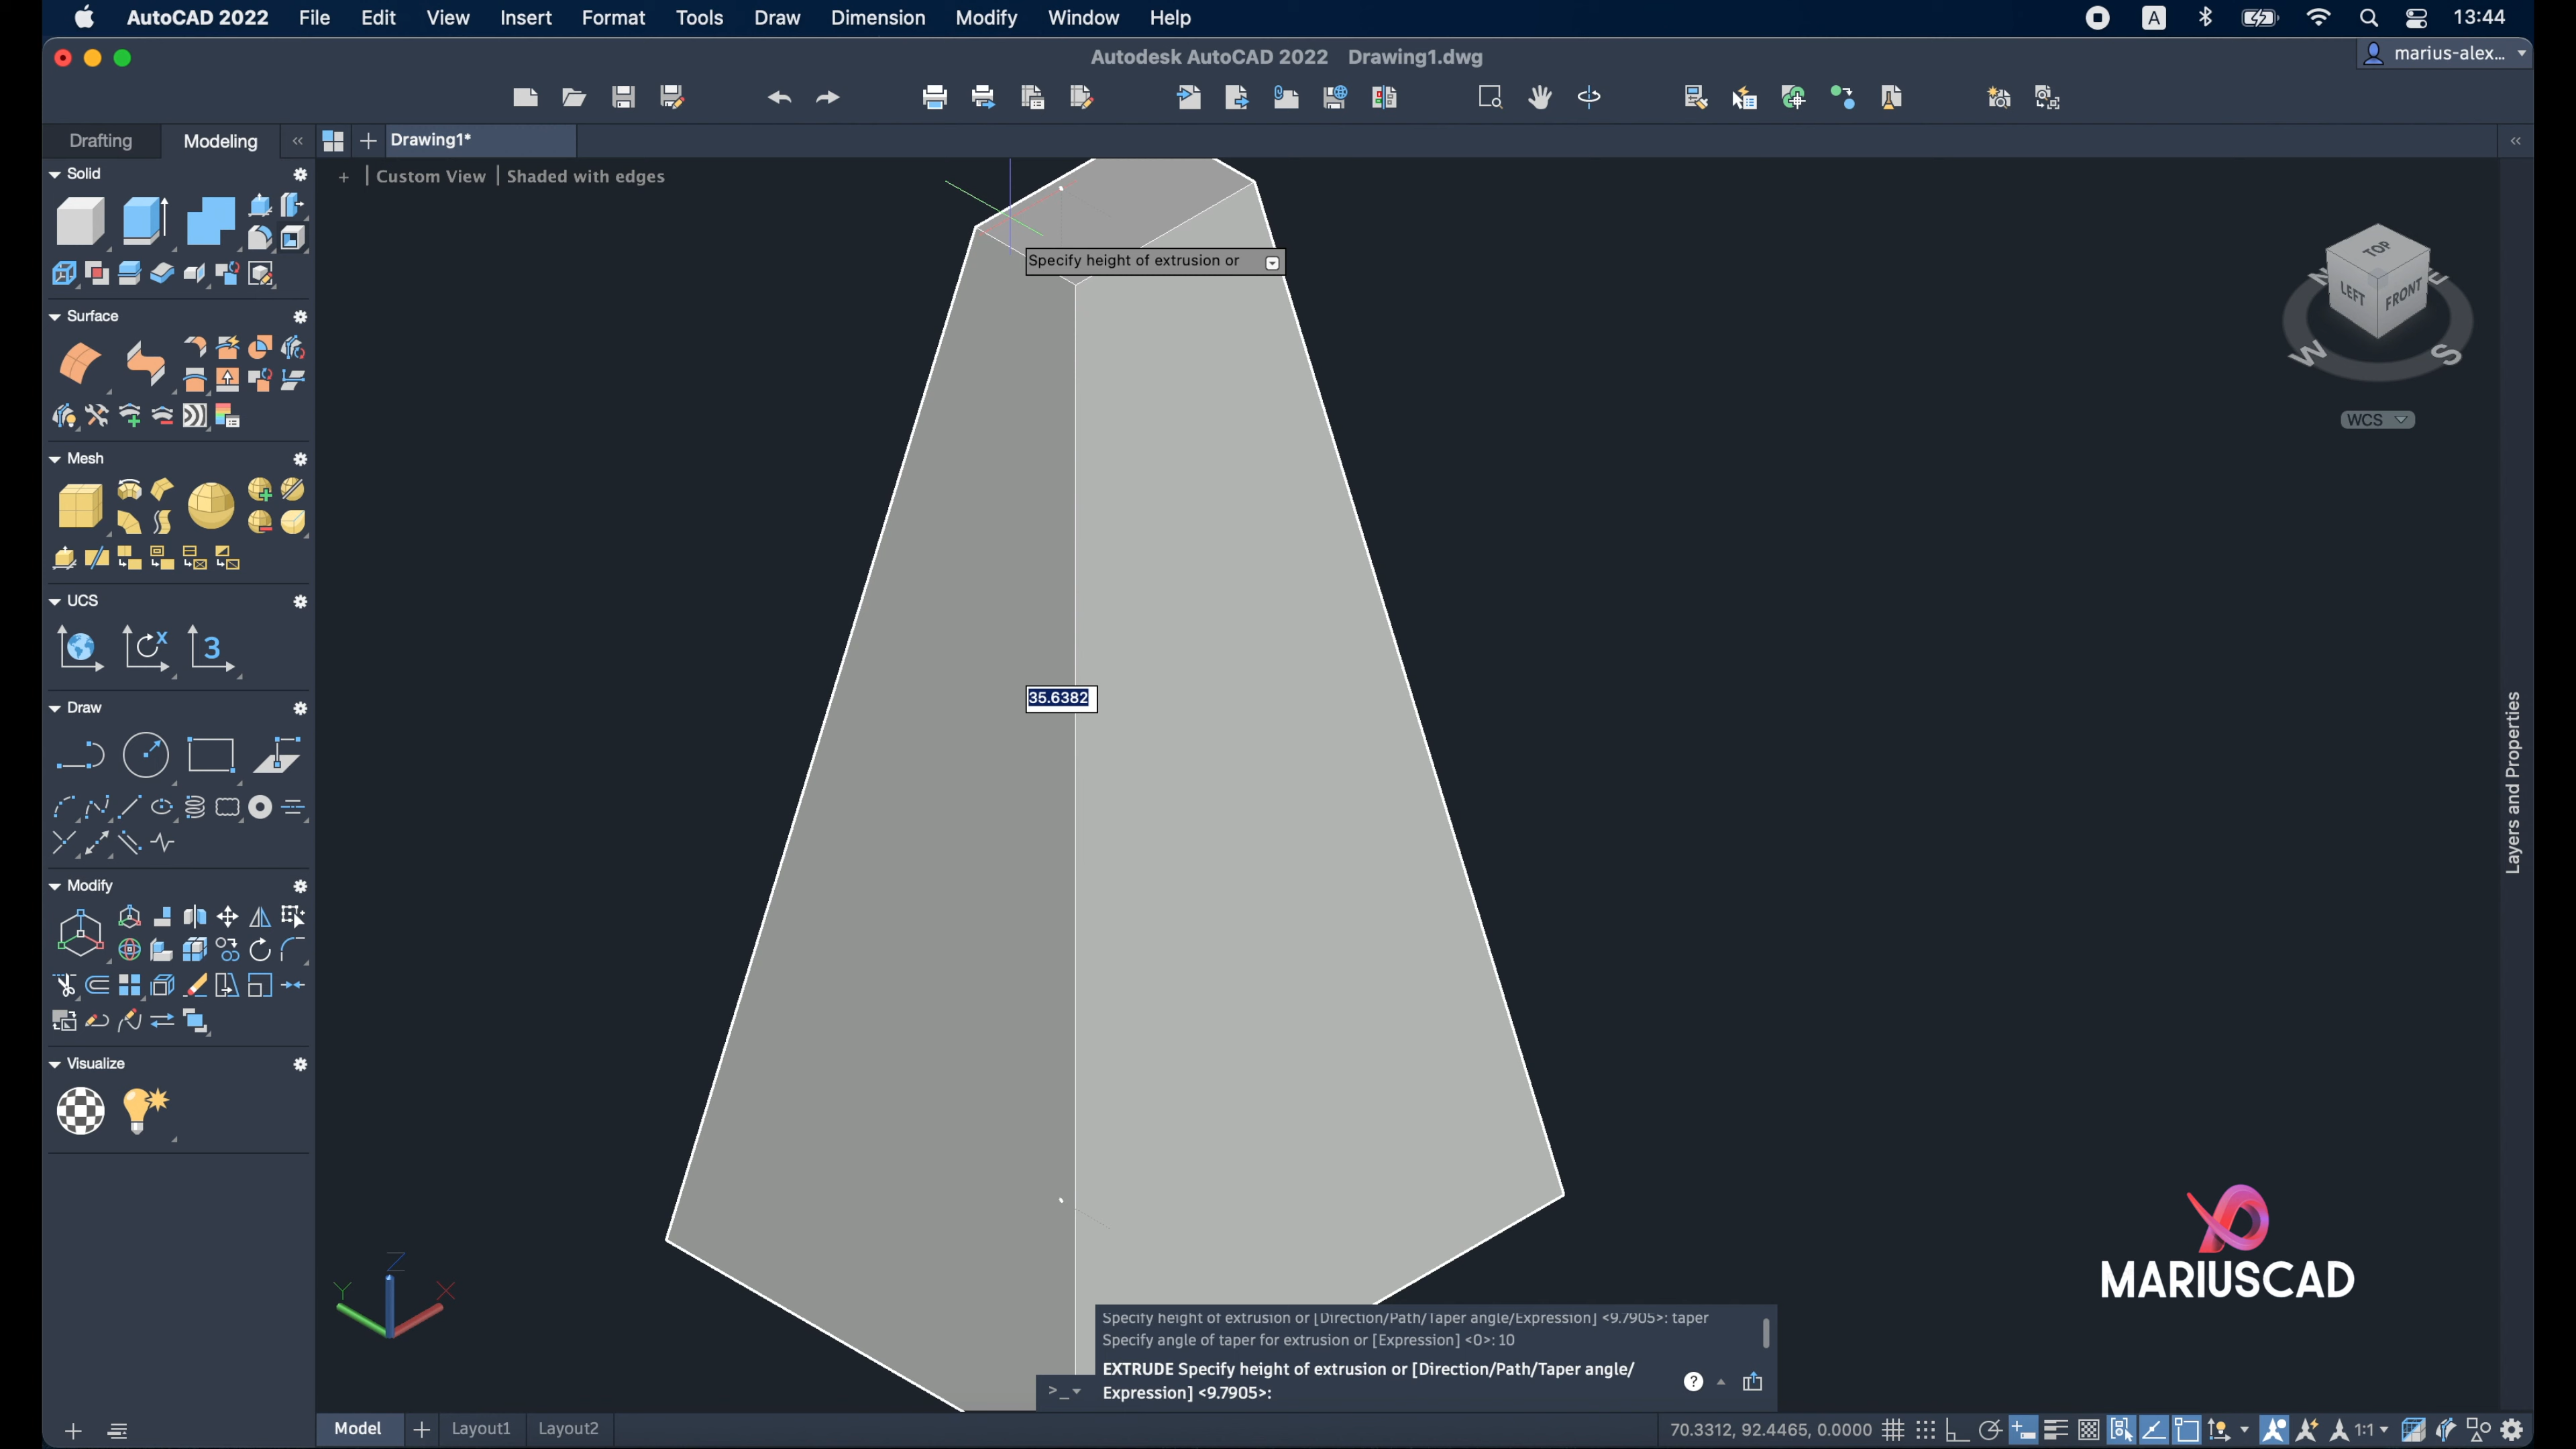 AutoCAD 2022 File Edit View Insert Format Tools Draw Dimension Modify Window Help A 13:44
Autodesk AutoCAD 2022 Drawing1.dwg
marius-alex...
Drafting Modeling Drawing1*
+ | Custom View | Shaded with edges
Solid
Surface
Mesh
UCS
X
3
Draw
Modify
Visualize
TOP
LEFT
FRONT
N
E
W
S
WCS
Specify height of extrusion or
35.6382
Layers and Properties
MARIUSCAD
Z
Y
X
Specify height of extrusion or [Direction/Path/Taper angle/Expression] <9.7905>: taper
Specify angle of taper for extrusion or [Expression] <0>: 10
EXTRUDE Specify height of extrusion or [Direction/Path/Taper angle/
Expression] <9.7905>:
Model Layout1 Layout2
70.3312, 92.4465, 0.0000
1:1